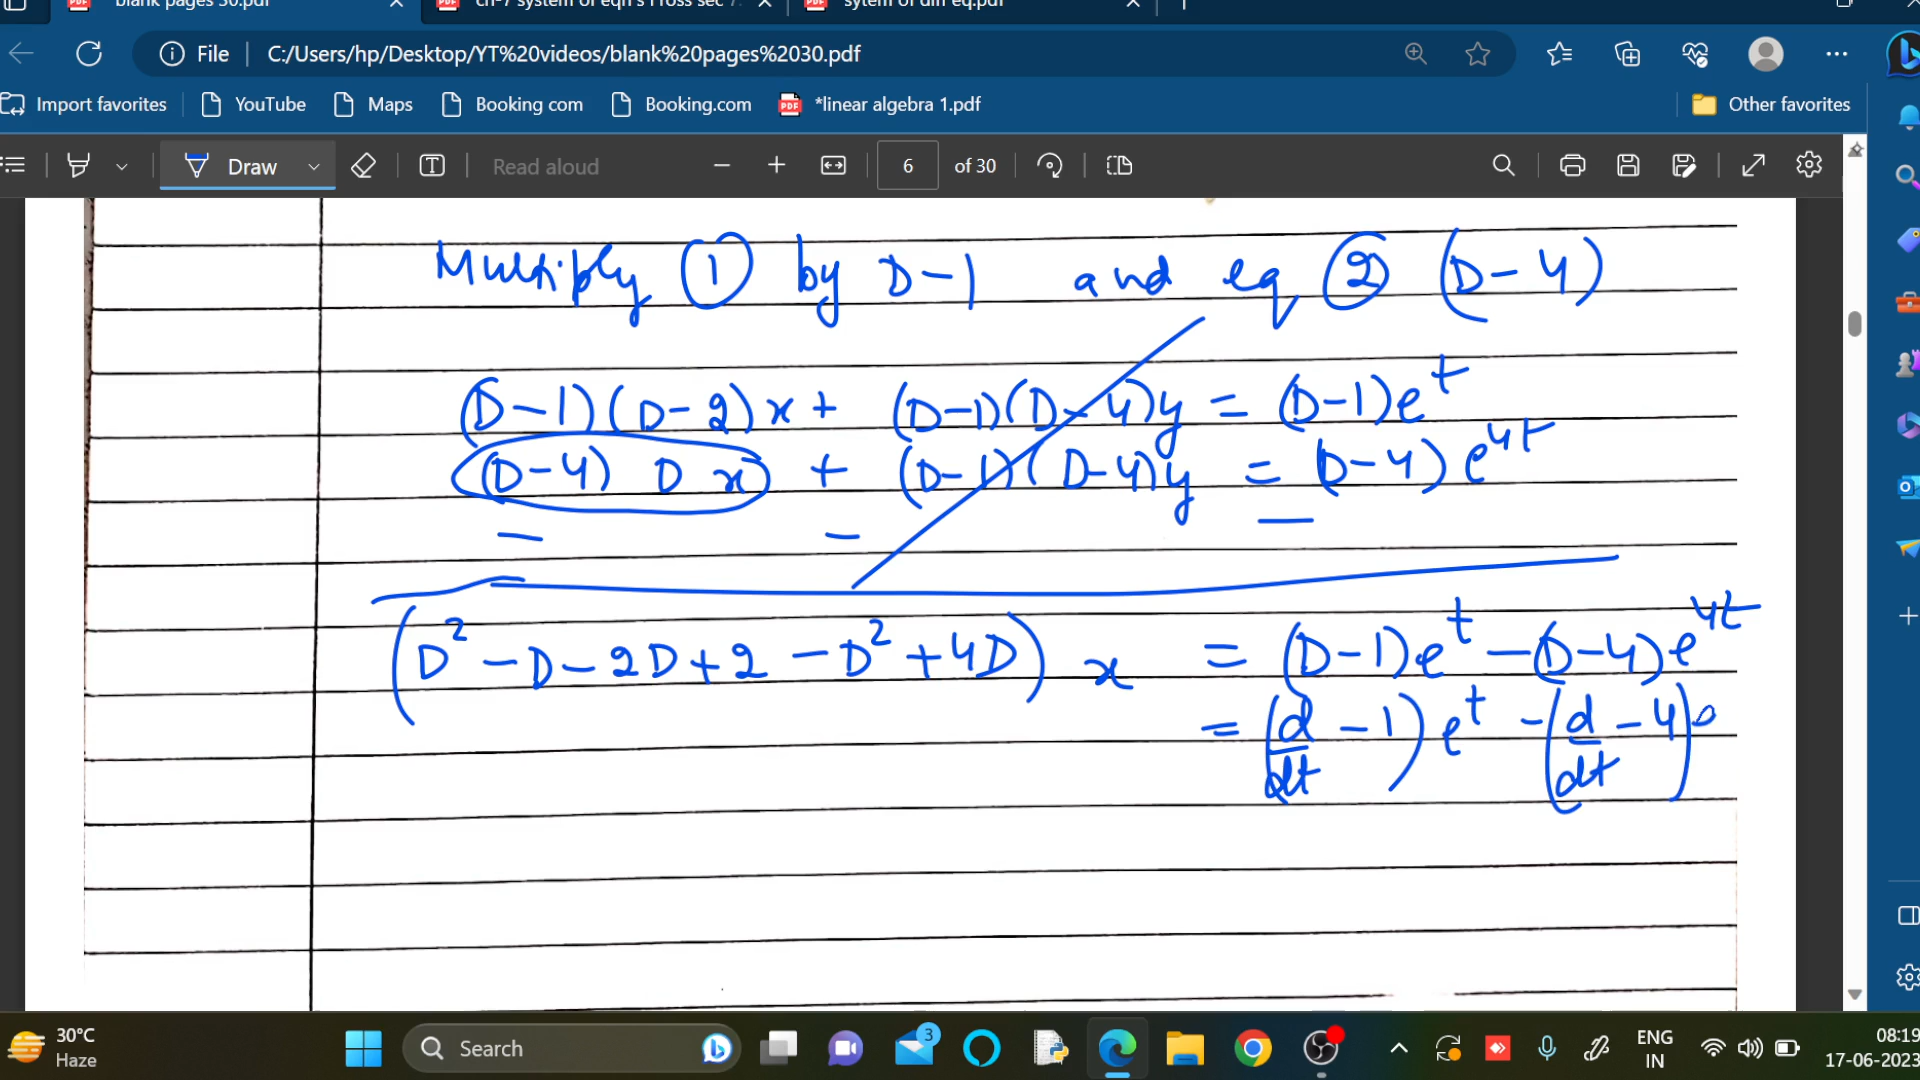 blank pages 30.pdf
ch-7 system of eqn's i ross sec 7.
sytem of diff eq.pdf
File C:/Users/hp/Desktop/YT%20videos/blank%20pages%2030.pdf
Import favorites YouTube Maps Booking com Booking.com *linear algebra 1.pdf Other favorites
Draw Read aloud 6 of 30
Multiply ① by D-1 and eq ② (D-4)
(D-1)(D-2)x + (D-1)(D-4)y = (D-1)e^t
(D-4) D x + (D-1)(D-4)y = D-4) e^4t
(D² - D - 2D + 2 - D² + 4D) x = (D-1)e^t - (D-4)e^4t
= (d/dt - 1) e^t - (d/dt - 4)
30°C
Haze
Search
3
ENG
IN
08:19
17-06-2023